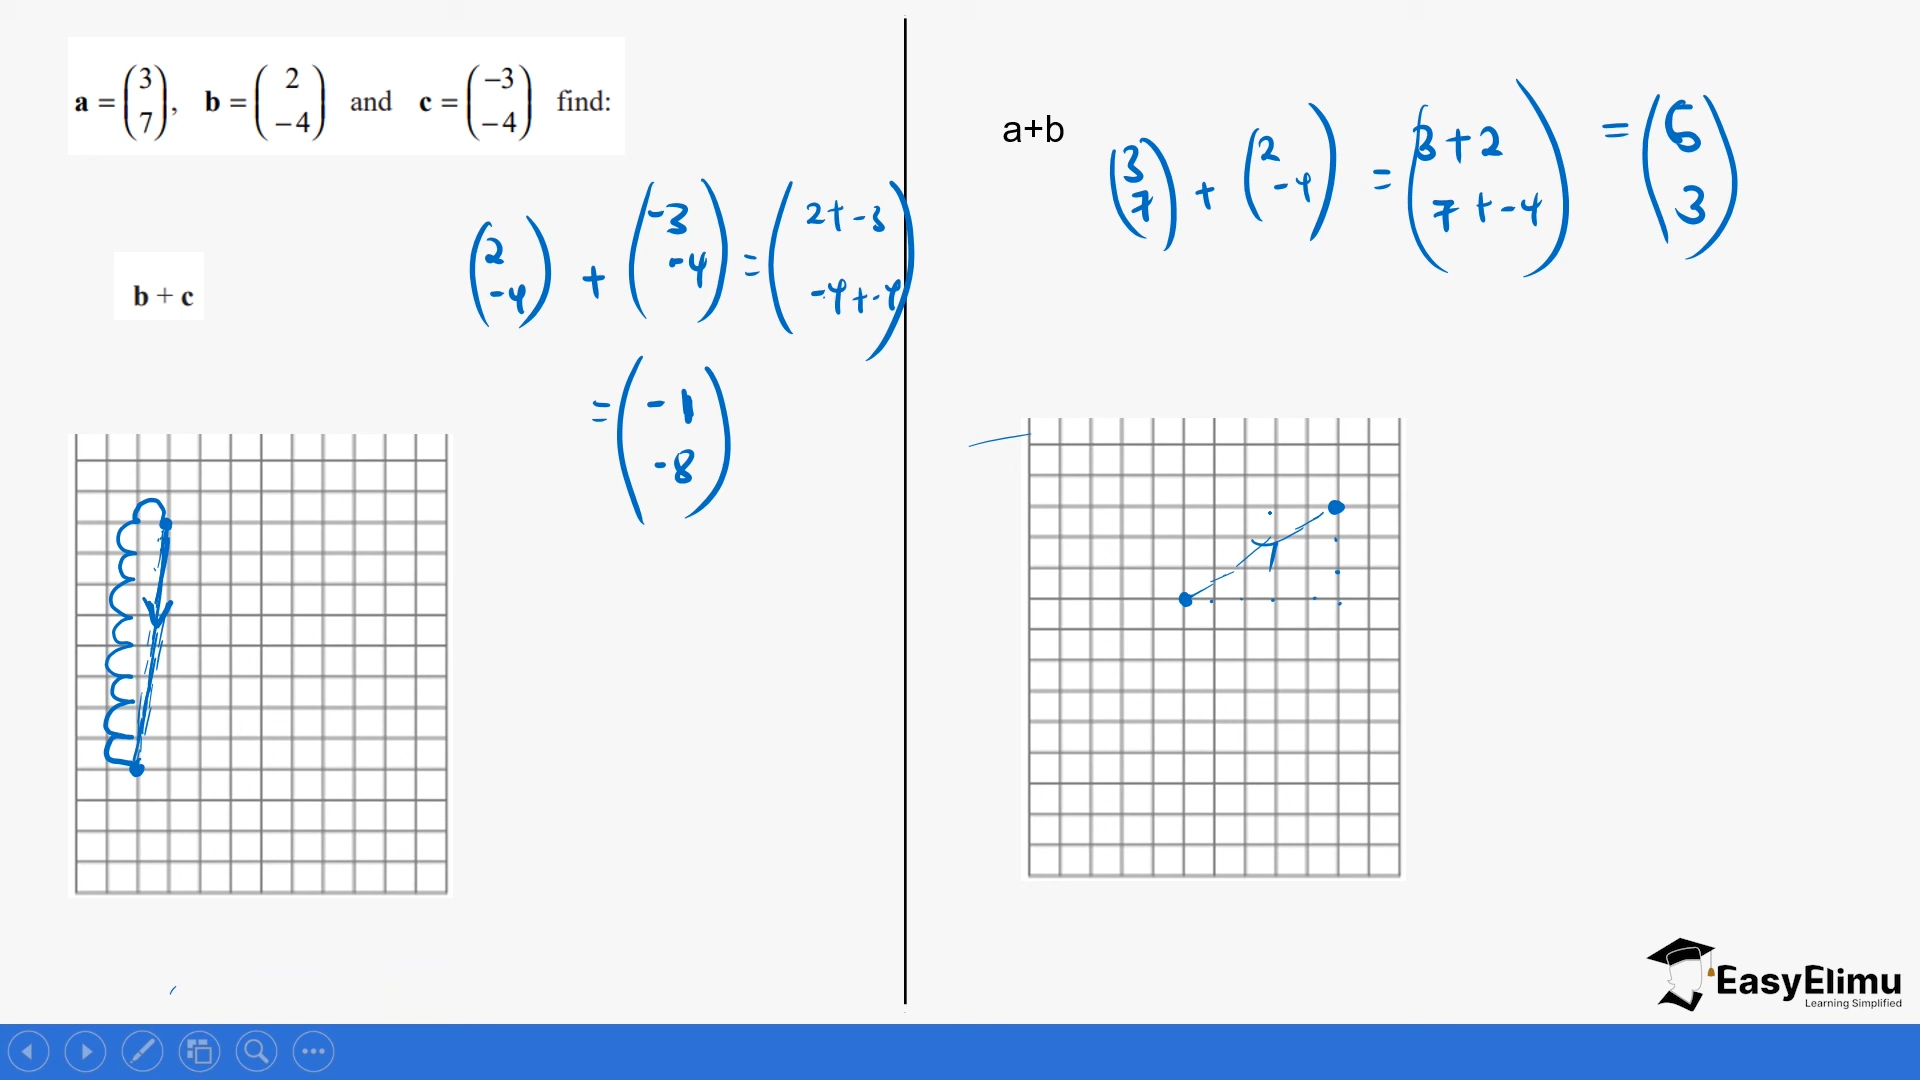 a = (3 7), b = (2 −4) and c = (−3 −4) find:
b + c
(2 -4) + (-3 -4) = (2+-3 -4+-4)
= (-1 -8)
a+b
(3 7) + (2 -4) = (3+2 7+-4) = (5 3)
EasyElimu
Learning Simplified